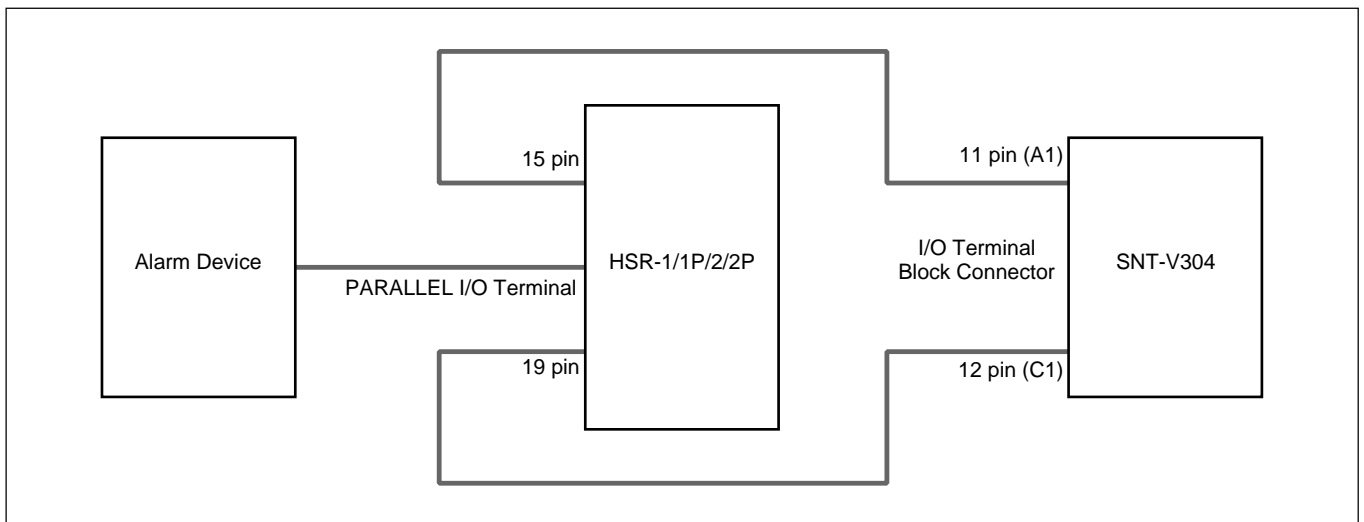 15 pin
11 pin (A1)
Alarm Device
PARALLEL I/O Terminal
HSR-1/1P/2/2P
I/O Terminal
Block Connector
SNT-V304
19 pin
12 pin (C1)